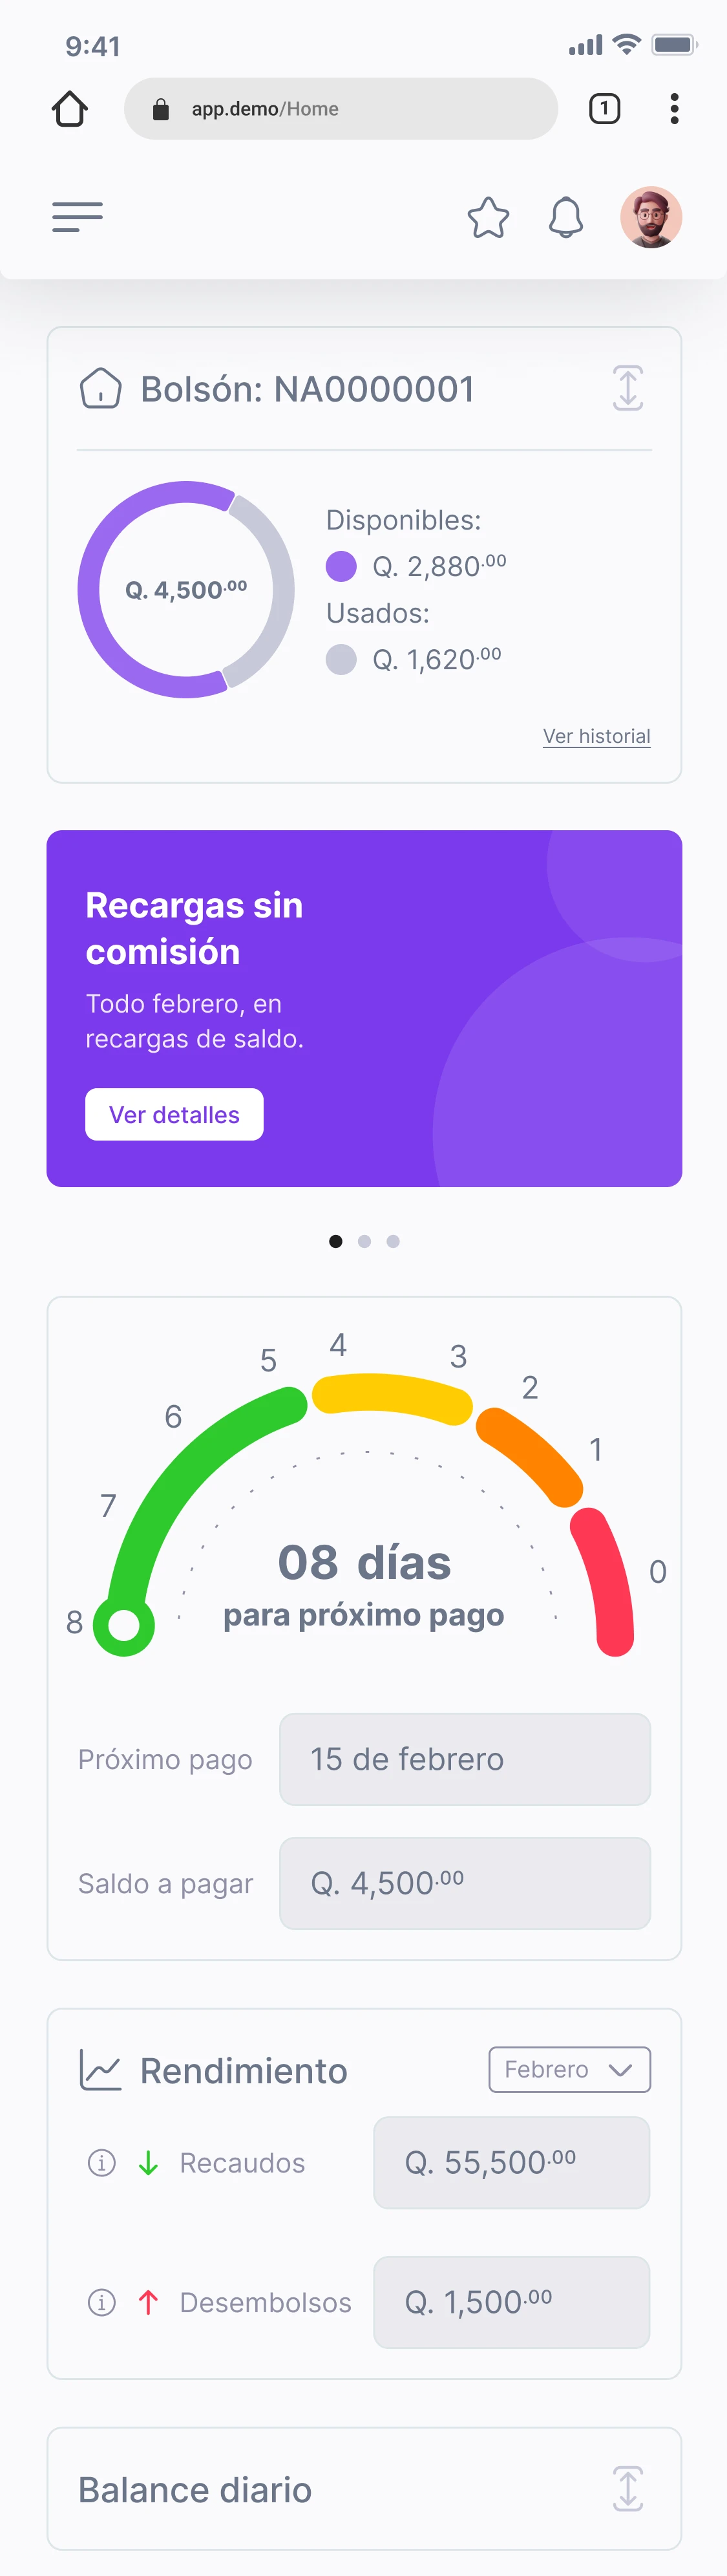 9:41
app.demo/Home
1
Bolsón: NA0000001
Q. 4,500.00
Disponibles:
Q. 2,880.00
Usados:
Q. 1,620.00
Ver historial
Recargas sin
comisión
Todo febrero, en
recargas de saldo.
Ver detalles
4
5
3
2
6
1
7
0
8
08 días
para próximo pago
Próximo pago
15 de febrero
Saldo a pagar
Q. 4,500.00
Rendimiento
Febrero
Recaudos
Q. 55,500.00
Desembolsos
Q. 1,500.00
Balance diario